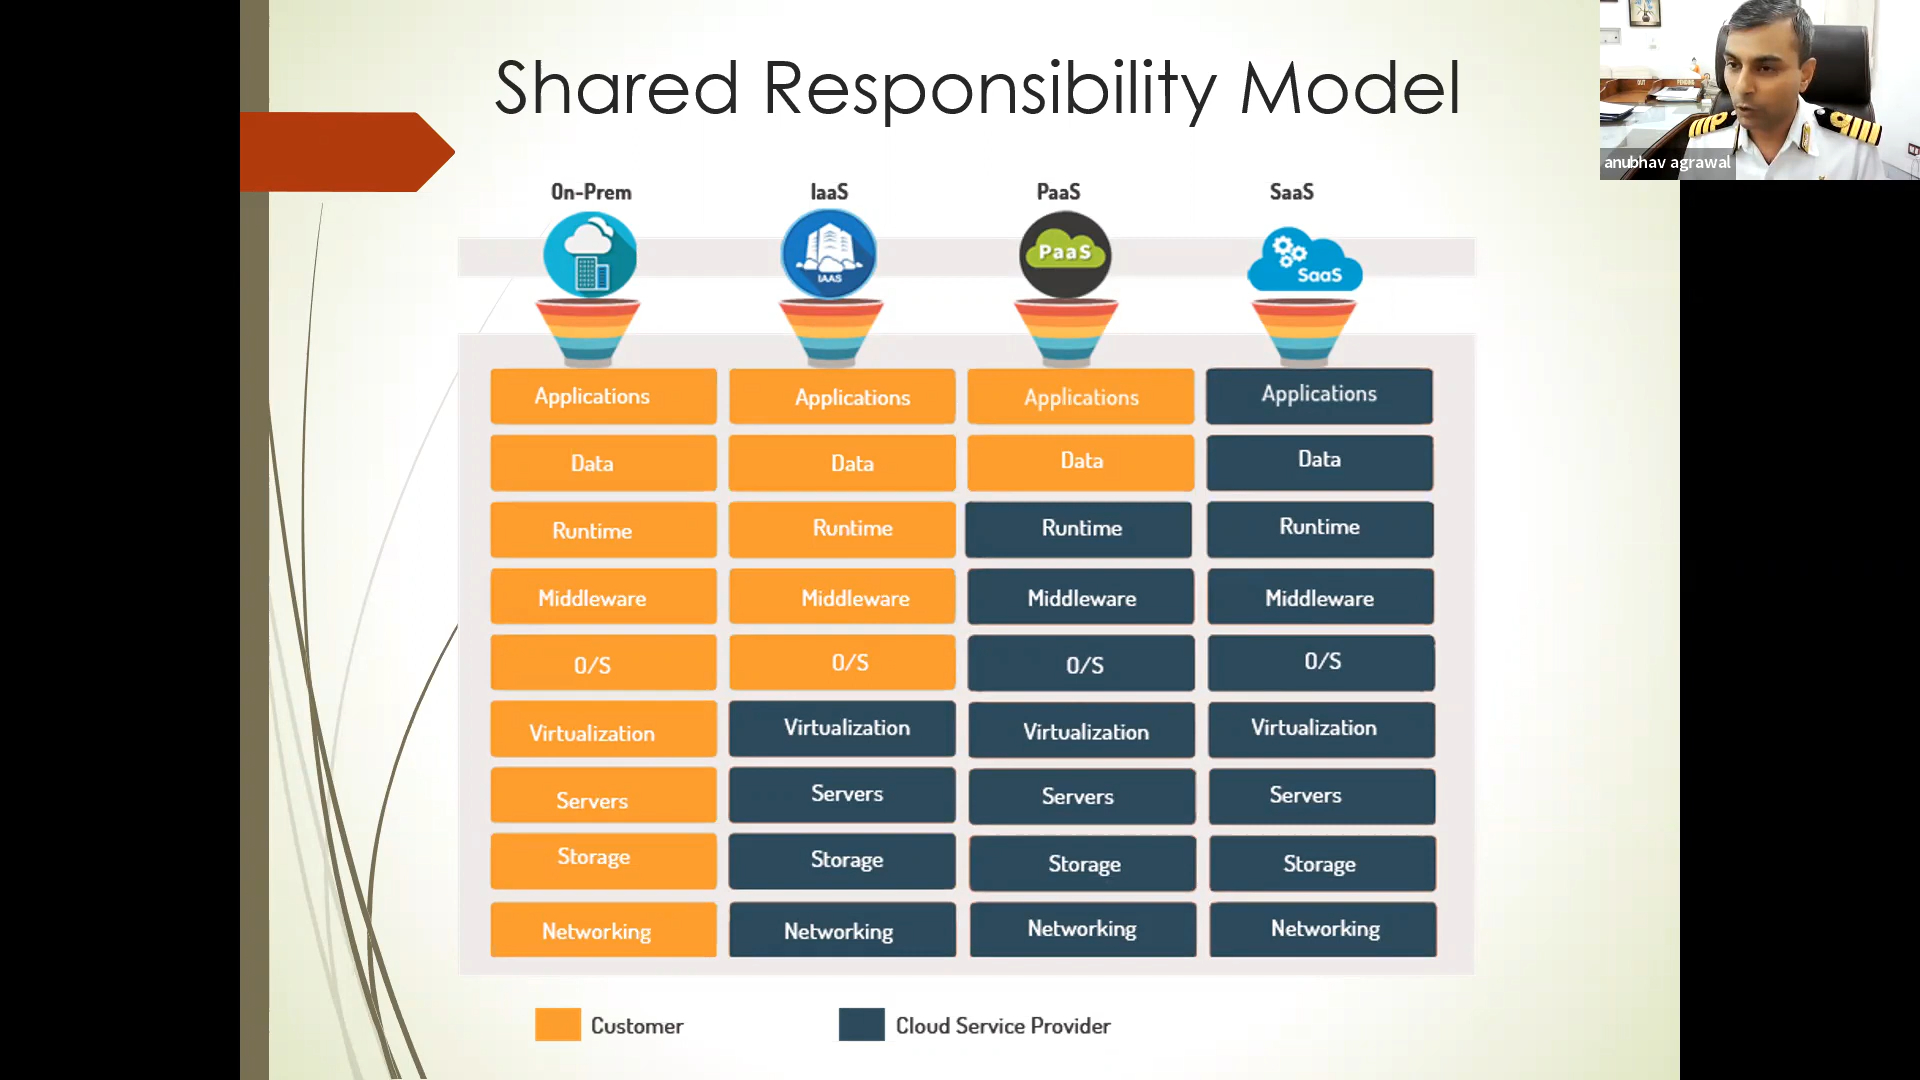 Shared Responsibility Model
anubhav agrawal
On-Prem IaaS PaaS SaaS
IAAS PaaS SaaS
Applications Applications Applications Applications
Data Data Data Data
Runtime Runtime Runtime Runtime
Middleware Middleware Middleware Middleware
O/S O/S O/S O/S
Virtualization Virtualization Virtualization Virtualization
Servers Servers Servers Servers
Storage Storage Storage Storage
Networking Networking Networking Networking
Customer Cloud Service Provider